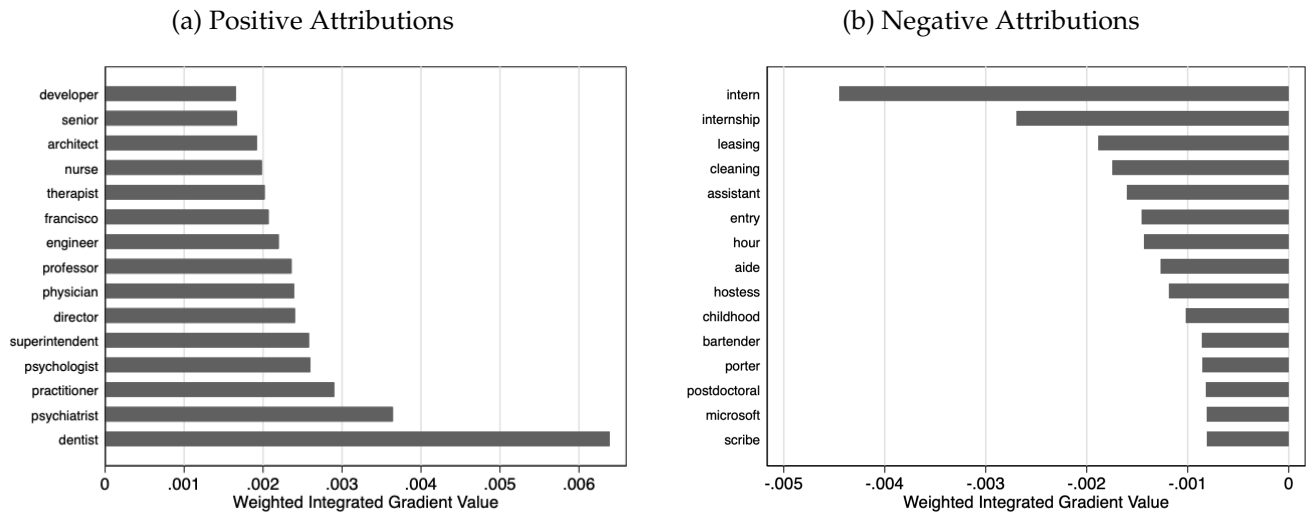 (a) Positive Attributions
developer
senior
architect
nurse
therapist
francisco
engineer
professor
physician
director
superintendent
psychologist
practitioner
psychiatrist
dentist
0 .001 .002 .003 .004 .005 .006
Weighted Integrated Gradient Value
(b) Negative Attributions
intern
internship
leasing
cleaning
assistant
entry
hour
aide
hostess
childhood
bartender
porter
postdoctoral
microsoft
scribe
-.005 -.004 -.003 -.002 -.001 0
Weighted Integrated Gradient Value